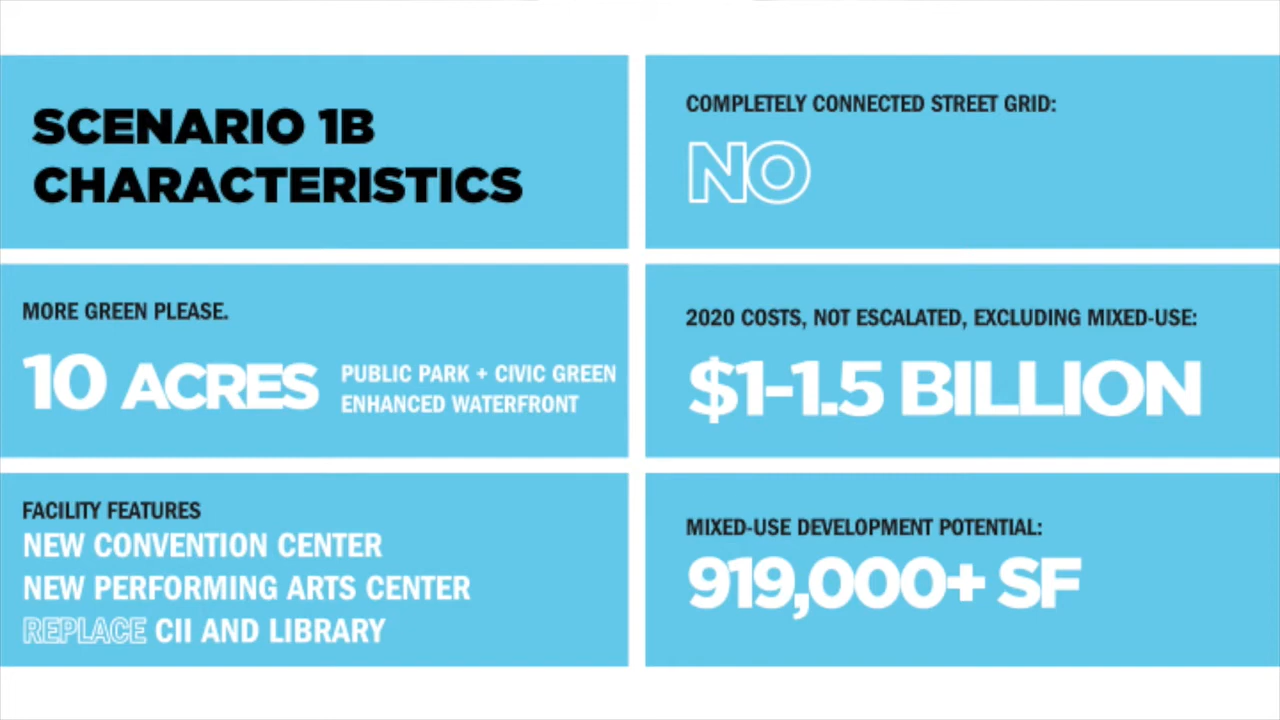 SCENARIO 1B
CHARACTERISTICS
COMPLETELY CONNECTED STREET GRID:
NO
MORE GREEN PLEASE.
10 ACRES
PUBLIC PARK + CIVIC GREEN
ENHANCED WATERFRONT
2020 COSTS, NOT ESCALATED, EXCLUDING MIXED-USE:
$1-1.5 BILLION
FACILITY FEATURES
NEW CONVENTION CENTER
NEW PERFORMING ARTS CENTER
REPLACE CII AND LIBRARY
MIXED-USE DEVELOPMENT POTENTIAL:
919,000+ SF